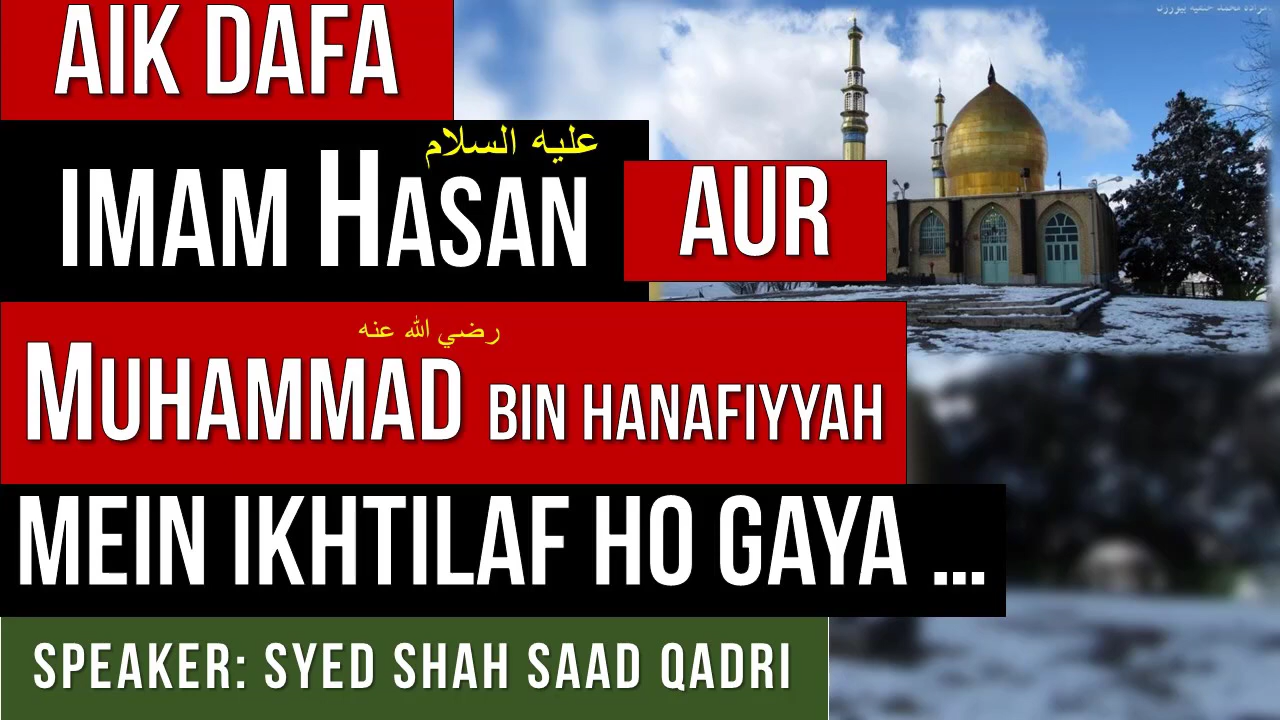 AIK DAFA
عليه السلام
IMAM HASAN
AUR
رضي الله عنه
MUHAMMAD BIN HANAFIYYAH
MEIN IKHTILAF HO GAYA ...
SPEAKER: SYED SHAH SAAD QADRI